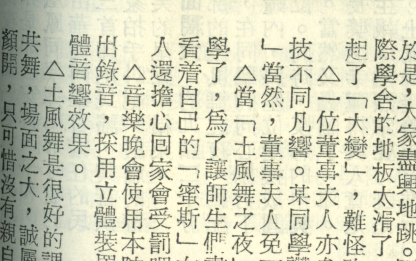 於是,大家盡興地跳
際學舍的地板太滑了
起了「大變」,難怪
△一位董事夫人亦
技不同凡響。某同學
」當然,董事夫人免
△當「土風舞之夜」
學了,爲了讓師生們
看着自己的「蜜斯」
人還擔心回家會受罰
△音樂晚會使用本
出錄音,採用立體裝
體音響效果。
△土風舞是很好的課
共舞,場面之大,誠屬
顏開,只可惜沒有親自